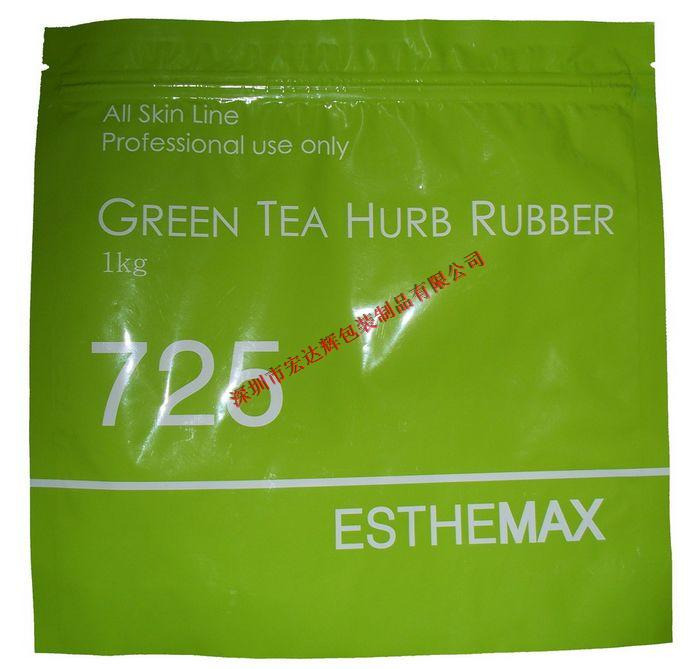 All Skin Line
Professional use only
GREEN TEA HURB RUBBER
1kg
深圳市宏达辉包装制品有限公司
725
ESTHEMAX